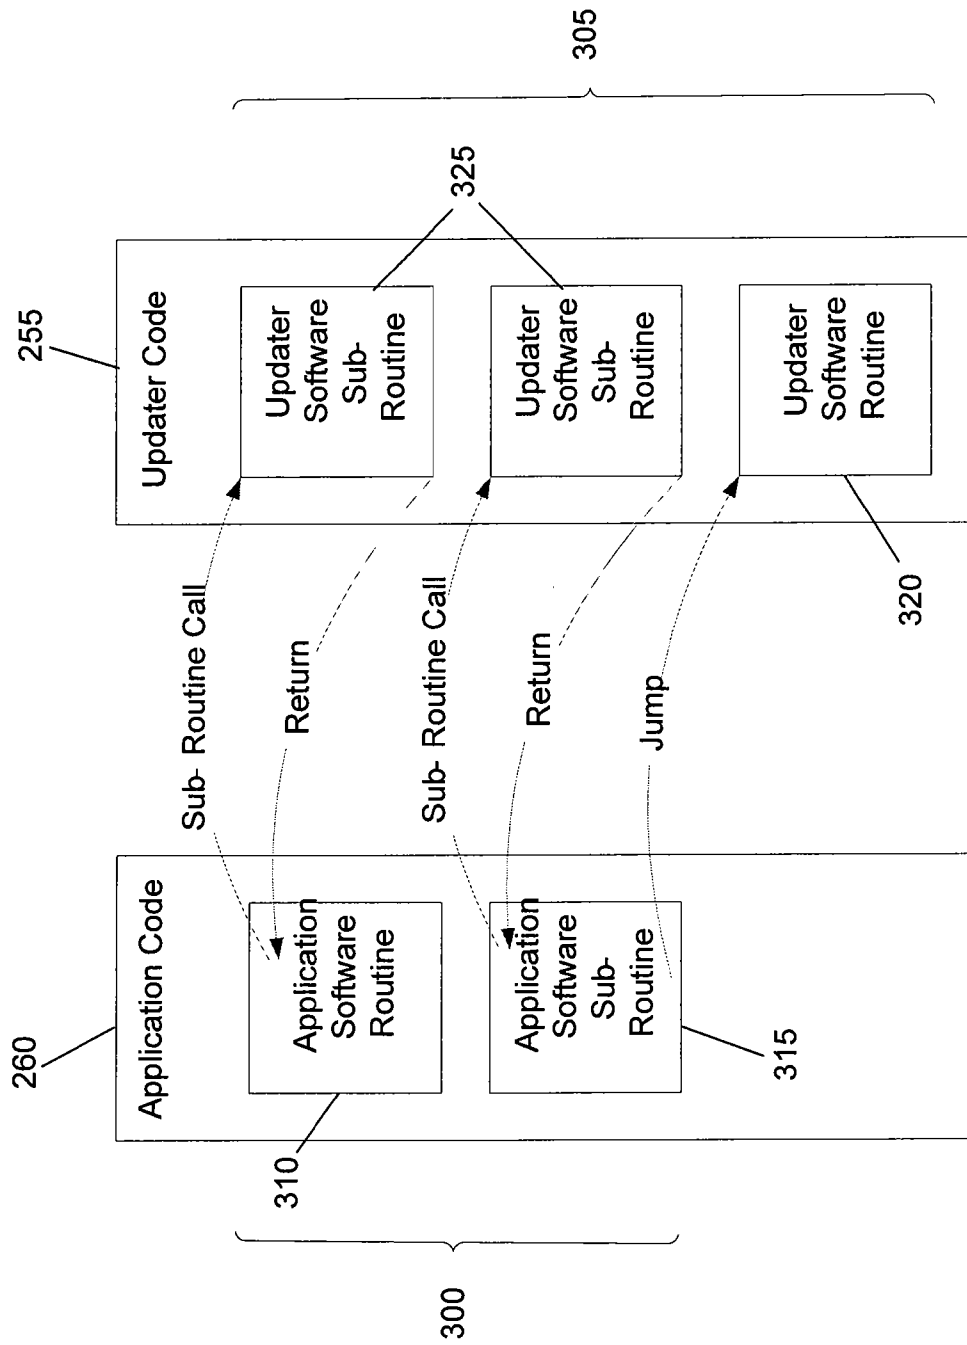 260
255
Application Code
Updater Code
310
Application
Software
Routine
Sub- Routine Call
Return
Updater
Software
Sub-
Routine
325
300
305
Application
Software
Sub-
Routine
Sub- Routine Call
Return
Updater
Software
Sub-
Routine
315
Jump
Updater
Software
Routine
320